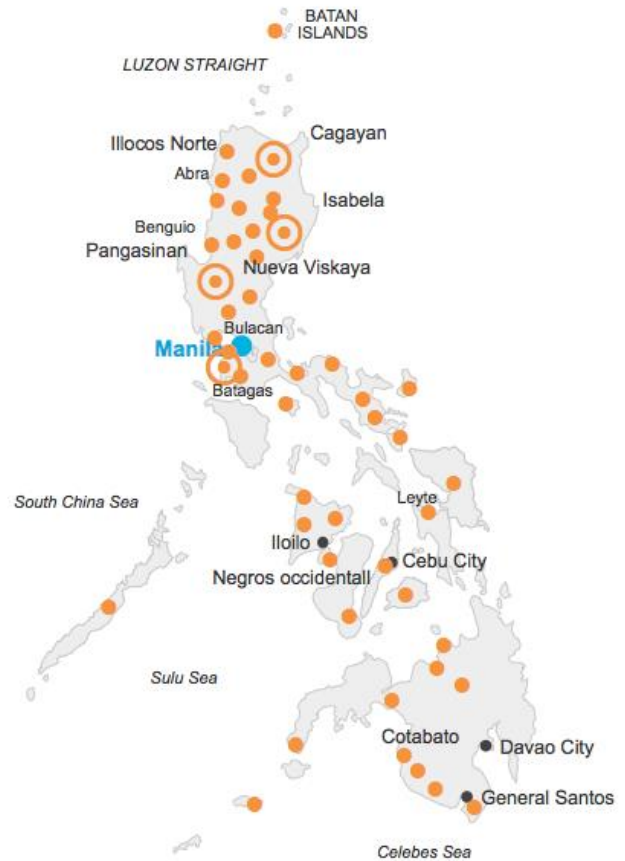 BATAN
ISLANDS
LUZON STRAIGHT
Cagayan
Illocos Norte
Abra
Isabela
Benguio
Pangasinan
Nueva Viskaya
Bulacan
Manila
Batagas
South China Sea
Leyte
Iloilo
Cebu City
Negros occidentall
Sulu Sea
Cotabato
Davao City
General Santos
Celebes Sea